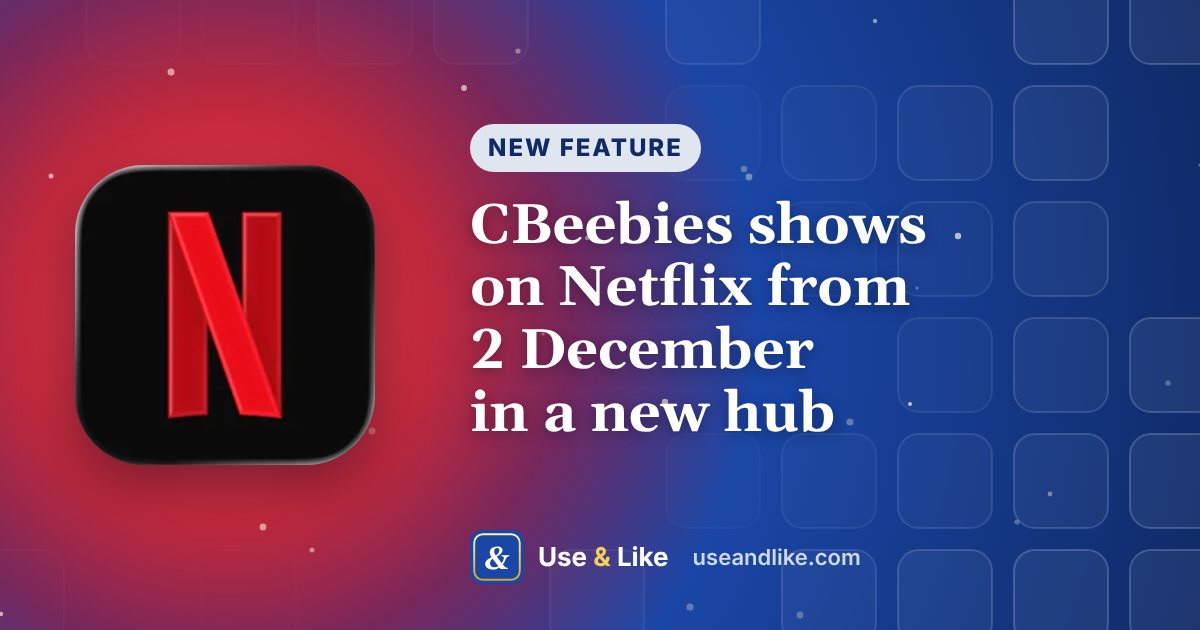 NEW FEATURE
CBeebies shows
on Netflix from
2 December
in a new hub
N
& Use & Like useandlike.com